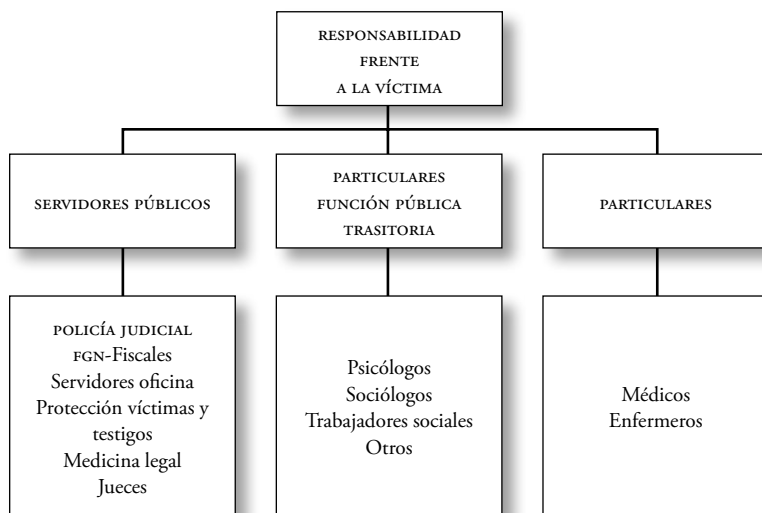 RESPONSABILIDAD
FRENTE
A LA VÍCTIMA
SERVIDORES PÚBLICOS
PARTICULARES
FUNCIÓN PÚBLICA
TRASITORIA
PARTICULARES
POLICÍA JUDICIAL
FGN-Fiscales
Servidores oficina
Protección víctimas y
testigos
Medicina legal
Jueces
Psicólogos
Sociólogos
Trabajadores sociales
Otros
Médicos
Enfermeros